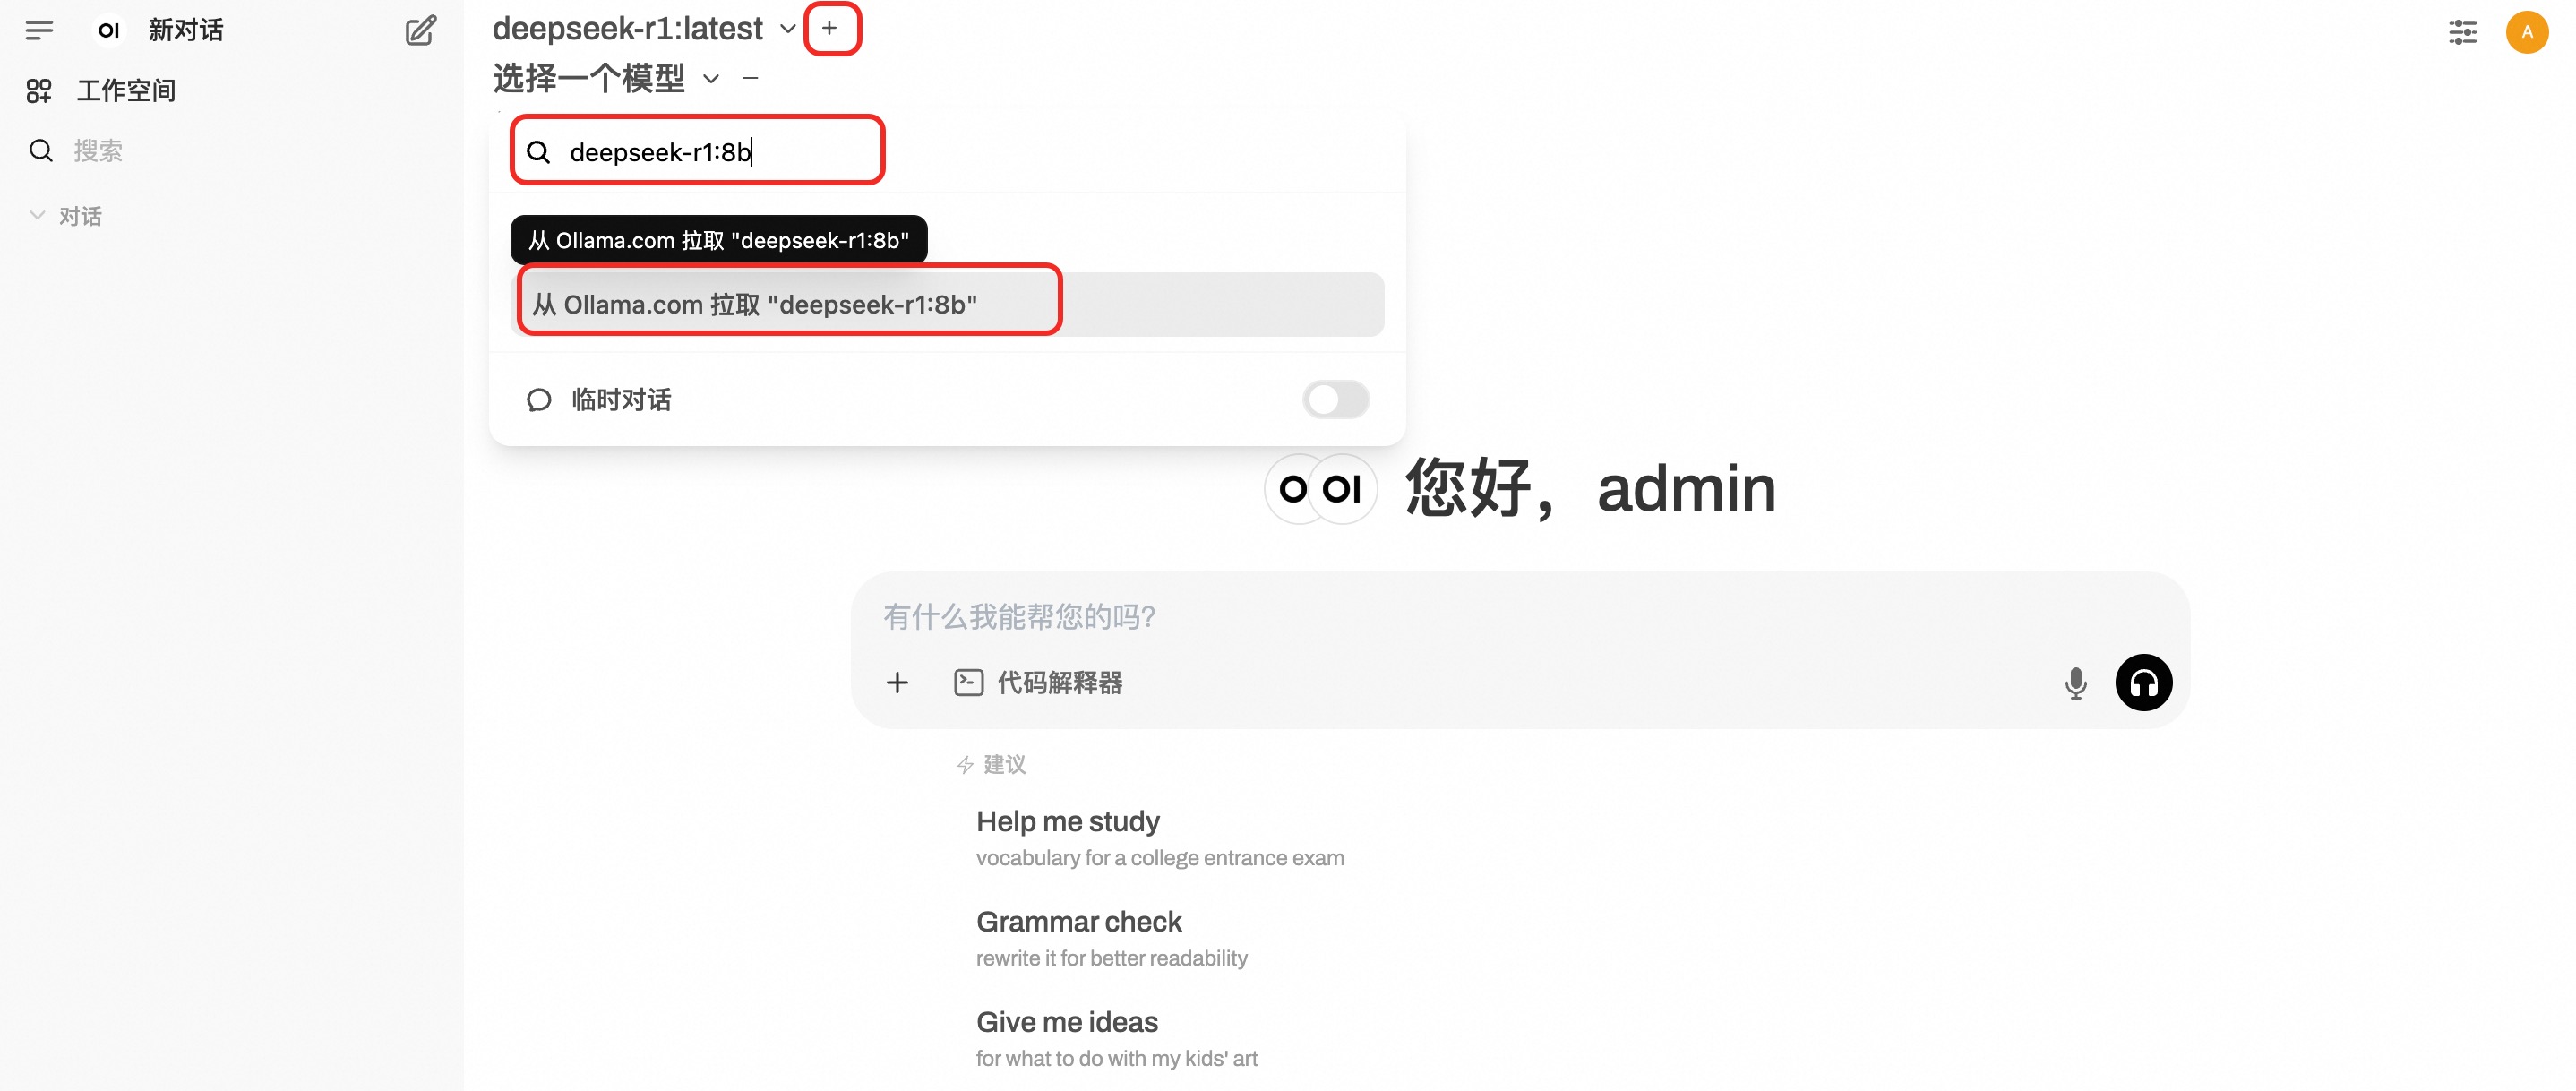 OI 新对话
工作空间
搜索
对话
deepseek-r1:latest
选择一个模型
deepseek-r1:8b
从 Ollama.com 拉取 "deepseek-r1:8b"
从 Ollama.com 拉取 "deepseek-r1:8b"
临时对话
A
O OI 您好，admin
有什么我能帮您的吗?
代码解释器
建议
Help me study
vocabulary for a college entrance exam
Grammar check
rewrite it for better readability
Give me ideas
for what to do with my kids' art